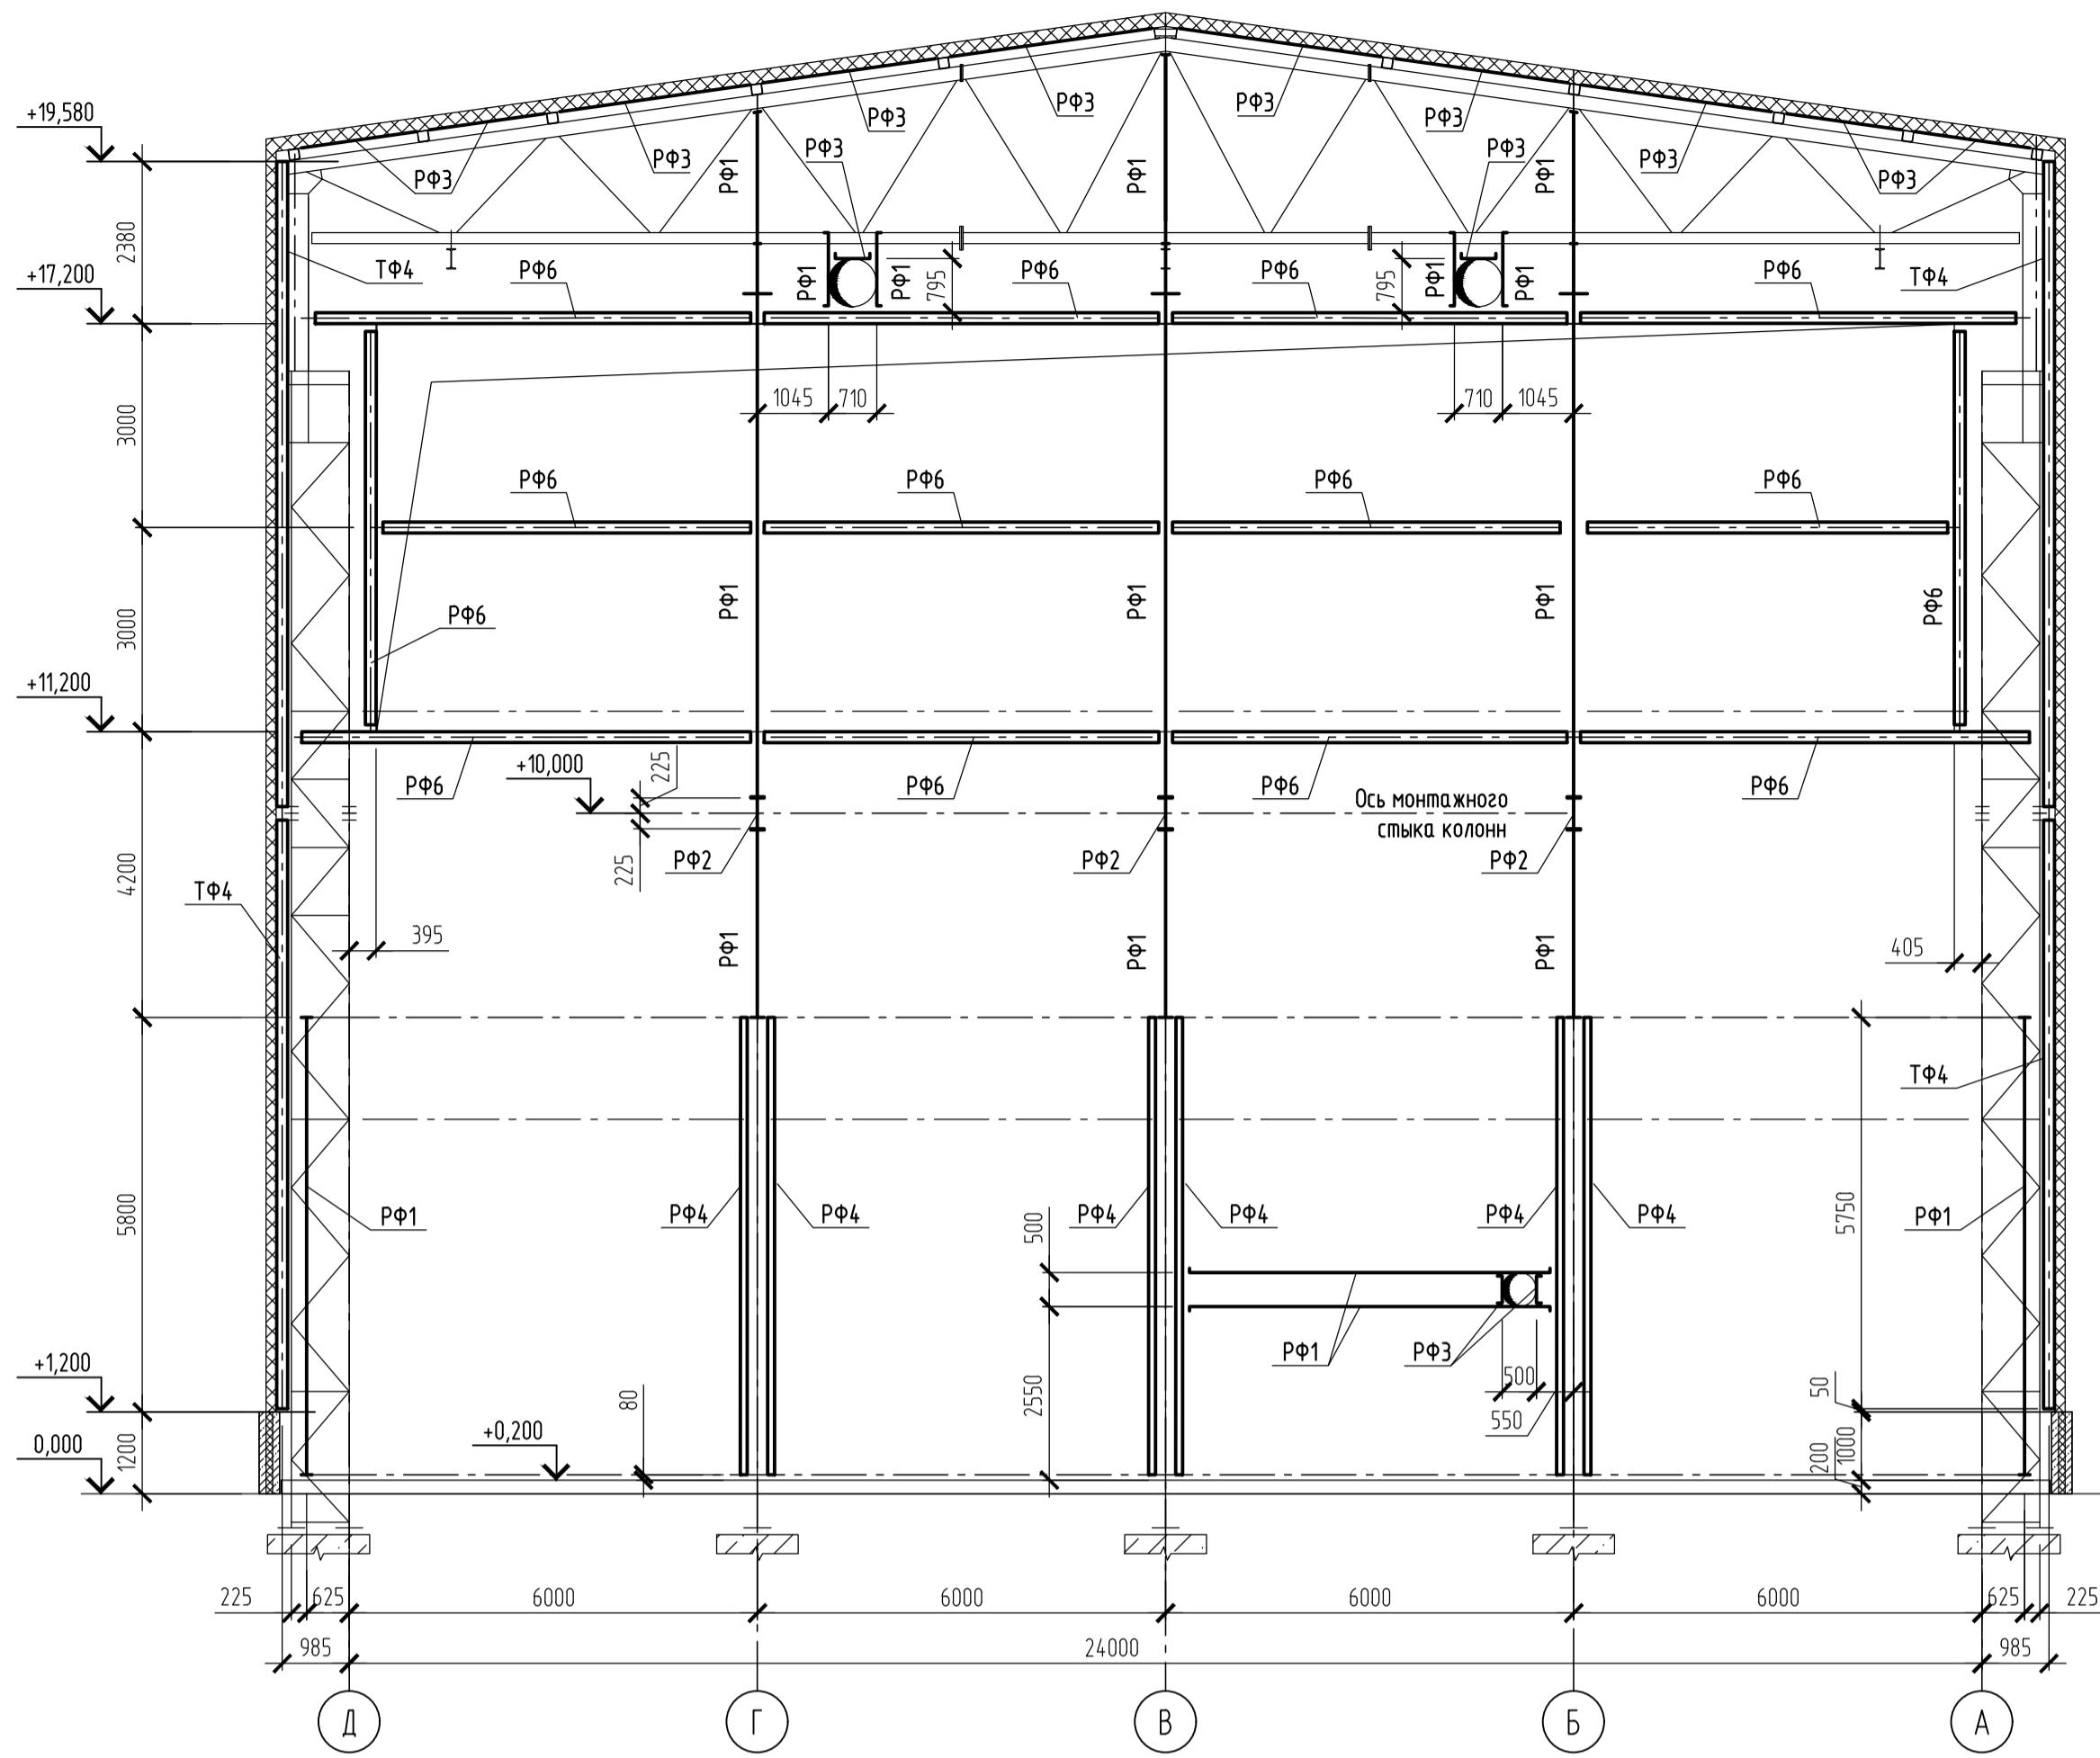 +19,580
РФ3
РФ3
РФ3
РФ3
РФ3
РФ3
РФ3
РФ3
РФ3
РФ3
РФ1
РФ1
РФ1
2380
+17,200
ТФ4
РФ6
РФ1
РФ1
795
РФ6
РФ6
795
РФ1
РФ1
РФ6
ТФ4
3000
1045
710
710
1045
РФ6
РФ6
РФ6
РФ6
3000
РФ6
РФ1
РФ1
РФ1
РФ6
+11,200
РФ6
+10,000
225
РФ6
РФ6
Ось монтажного
стыка колонн
РФ6
225
РФ2
РФ2
РФ2
4200
ТФ4
395
РФ1
РФ1
РФ1
405
ТФ4
5800
РФ1
РФ4
РФ4
РФ4
РФ4
РФ4
РФ4
5750
РФ1
500
РФ1
РФ3
500
550
2550
+1,200
80
50
0,000
1200
+0,200
200
1000
225
625
6000
6000
6000
6000
625
225
985
24000
985
Д
Г
В
Б
А